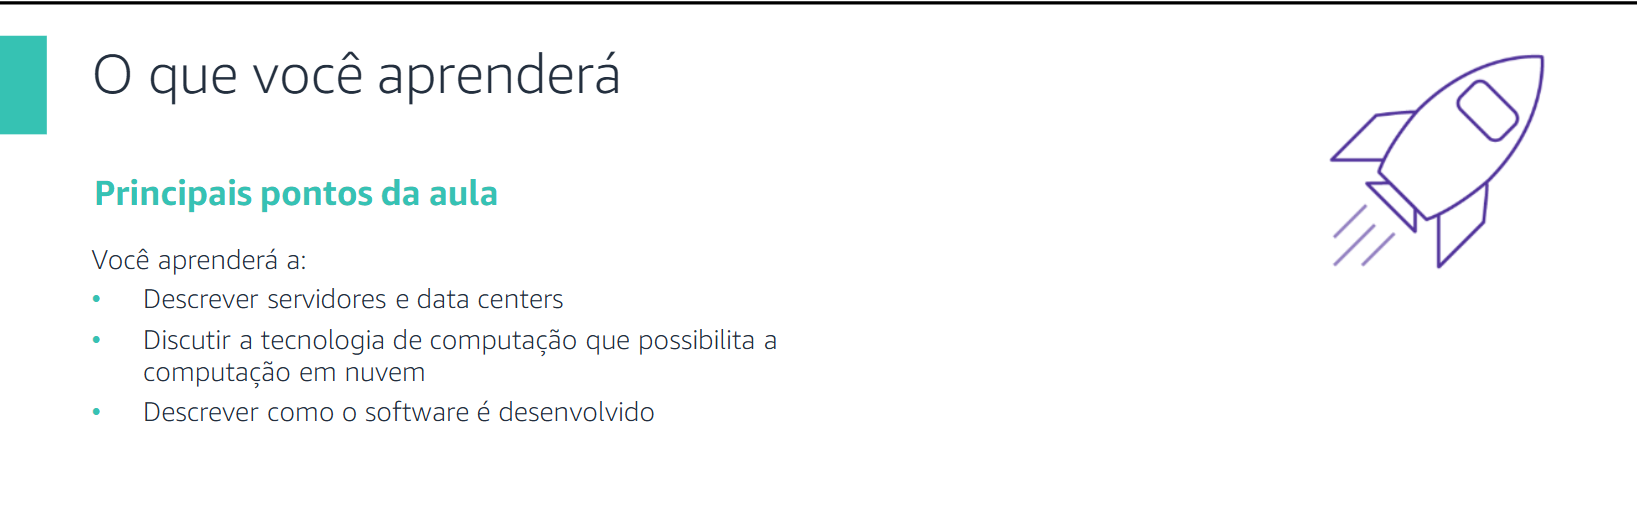 O que você aprenderá
Principais pontos da aula
Você aprenderá a:
• Descrever servidores e data centers
• Discutir a tecnologia de computação que possibilita a
computação em nuvem
• Descrever como o software é desenvolvido